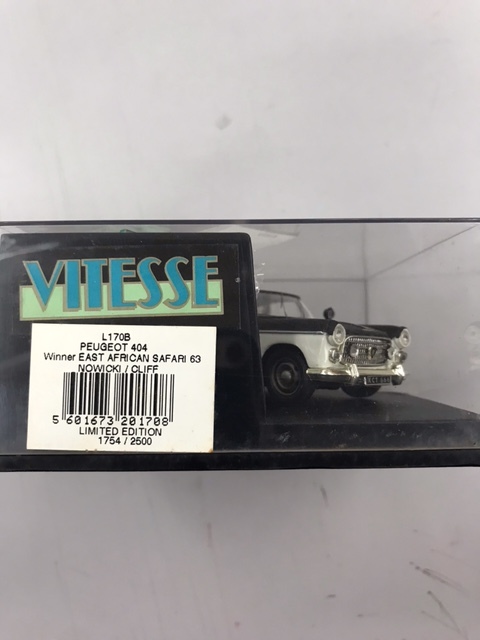 VITESSE
L170B
PEUGEOT 404
Winner EAST AFRICAN SAFARI 63
NOWICKI / CLIFF
5 601673 201708
LIMITED EDITION
1754 / 2500